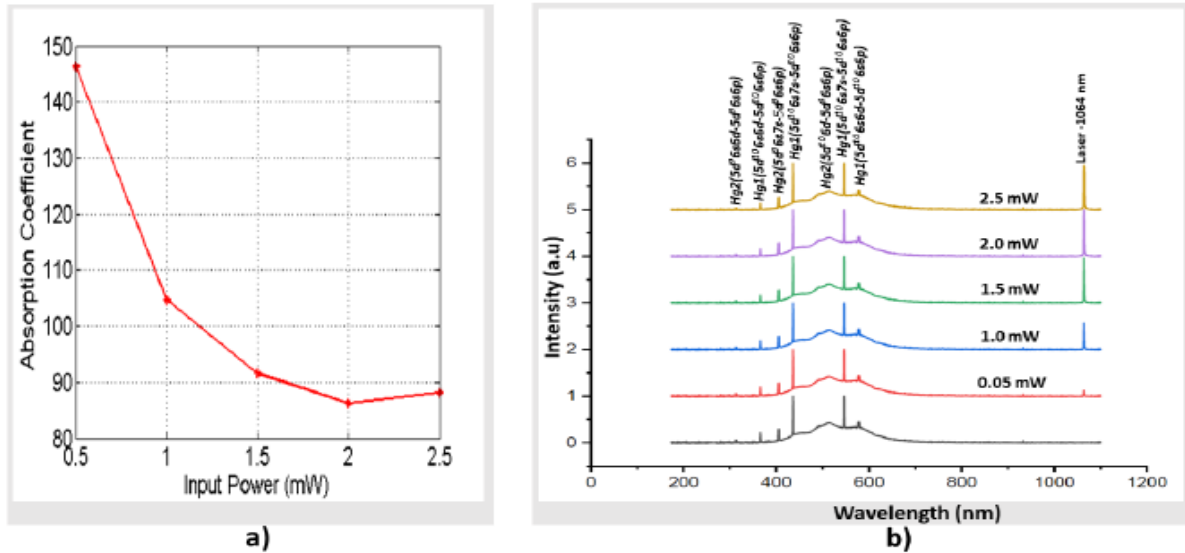 150
140
130
120
110
100
90
80
0.5
1
1.5
2
2.5
Absorption Coefficient
Input Power (mW)
a)
Hg2(5d⁹6s6d-5d⁹6s6p)
Hg1(5d¹⁰6s6d-5d¹⁰6s6p)
Hg2(5d⁹6s7s-5d⁹6s6p)
Hg1(5d¹⁰6s7s-5d¹⁰6s6p)
Hg2(5d¹⁰6d-5d⁹6s6p)
Hg1(5d¹⁰6s7s-5d¹⁰6s6p)
Hg1(5d¹⁰6s6d-5d¹⁰6s6p)
Laser -1064 nm
6
5
4
3
2
1
0
2.5 mW
2.0 mW
1.5 mW
1.0 mW
0.05 mW
Intensity (a.u)
0
200
400
600
800
1000
1200
Wavelength (nm)
b)